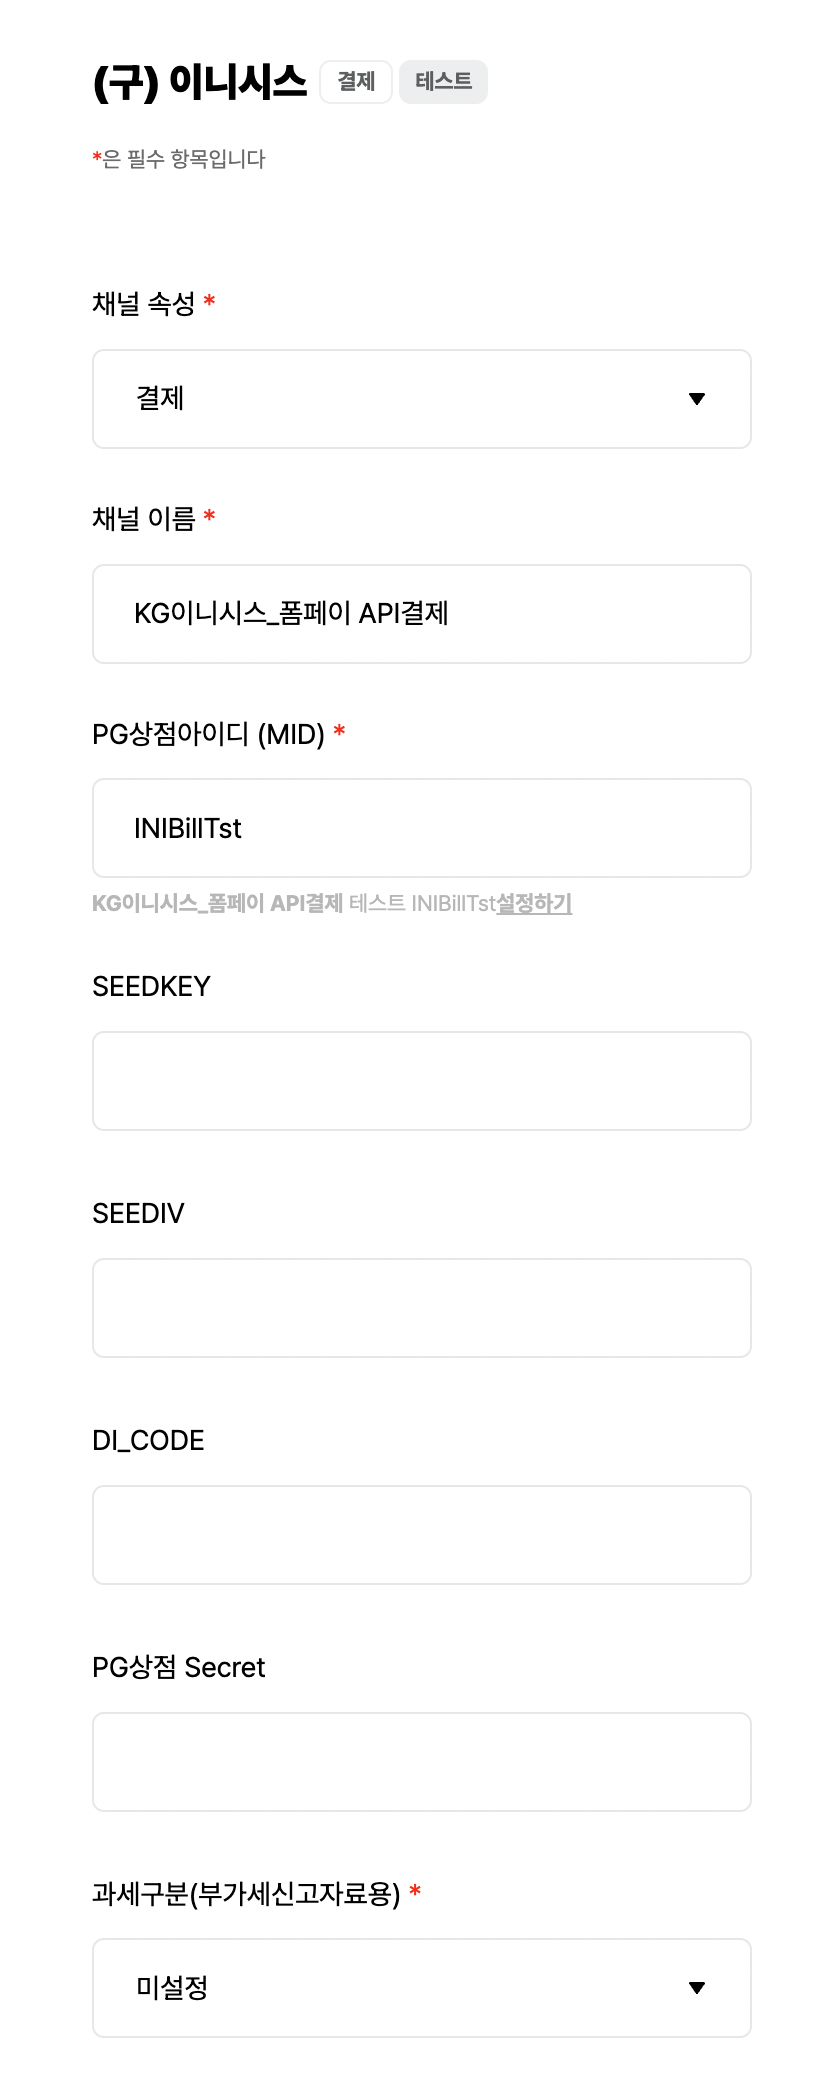 (구) 이니시스 결제 테스트
*은 필수 항목입니다
채널 속성 *
결제
채널 이름 *
KG이니시스_폼페이 API결제
PG상점아이디 (MID) *
INIBillTst
KG이니시스_폼페이 API결제 테스트 INIBillTst설정하기
SEEDKEY
SEEDIV
DI_CODE
PG상점 Secret
과세구분(부가세신고자료용) *
미설정